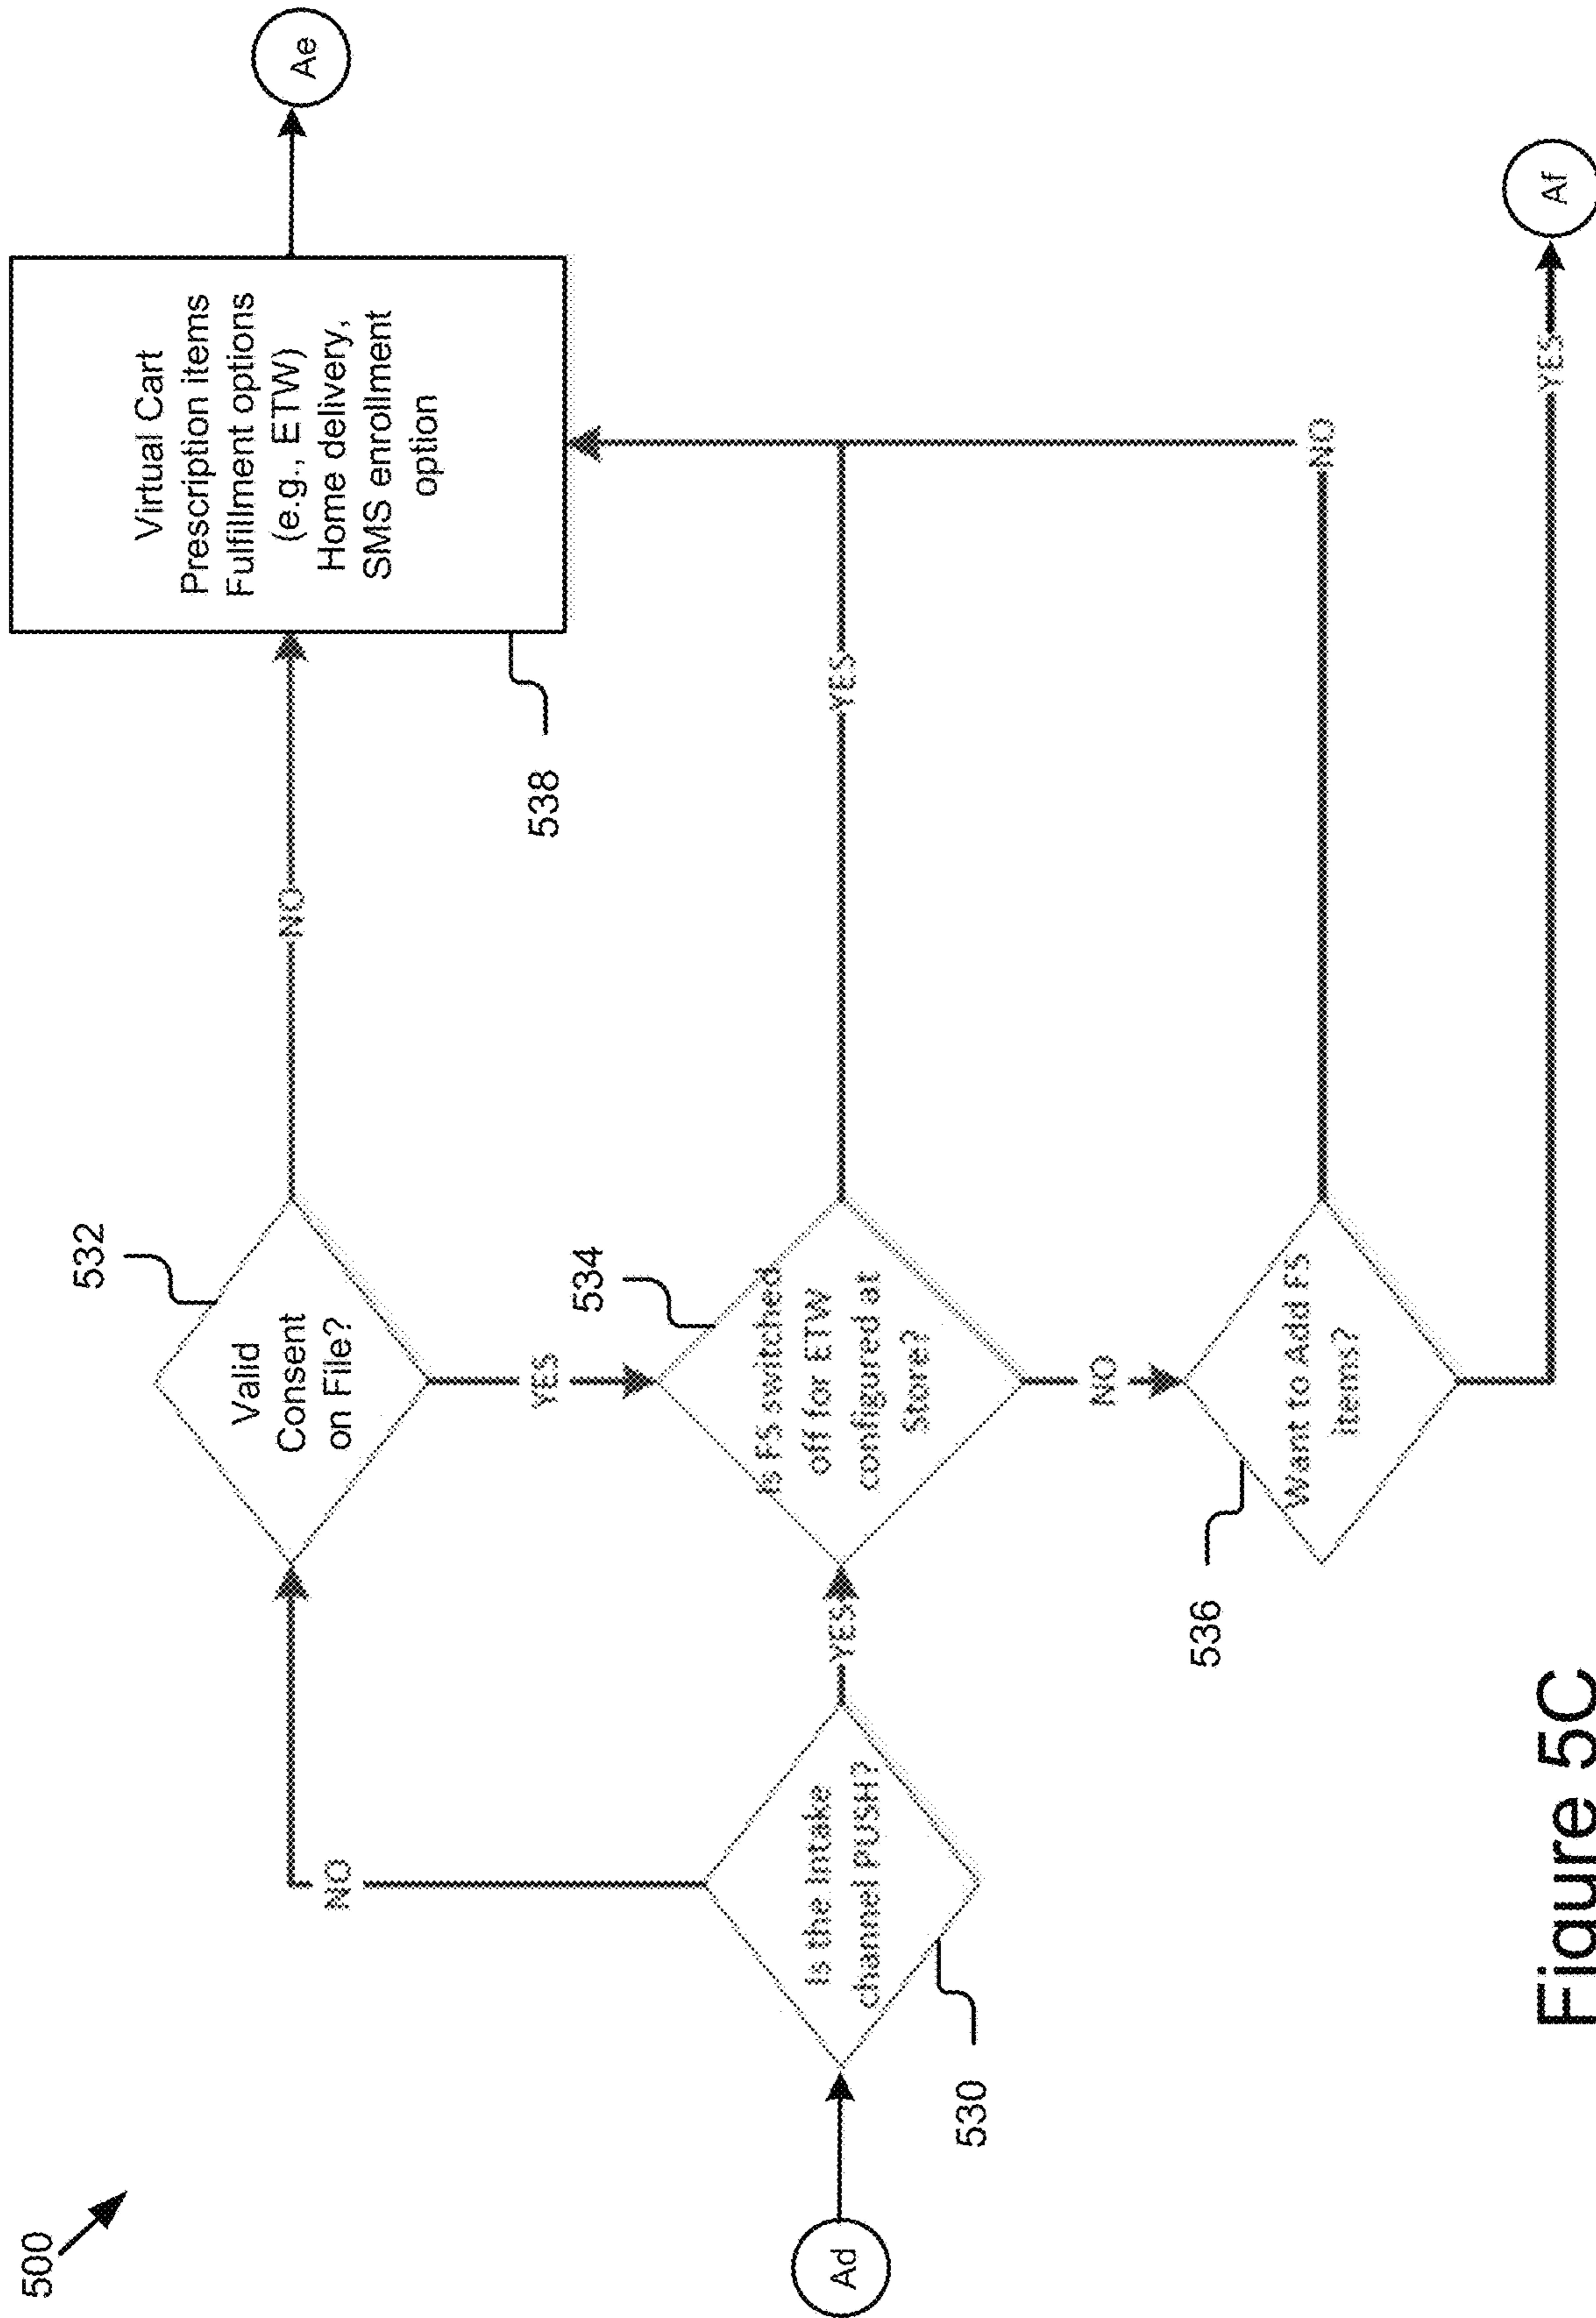 500
Ad
530
Is the Intake
channel PUSH?
NO
YES
532
Valid
Consent
on File?
NO
YES
534
Is FS switched
off for ETW
configured at
Store?
YES
NO
536
Want to Add FS
items?
NO
YES
538
Virtual Cart
Prescription items
Fulfillment options
(e.g., ETW)
Home delivery,
SMS enrollment
option
Ae
Af
Figure 5C